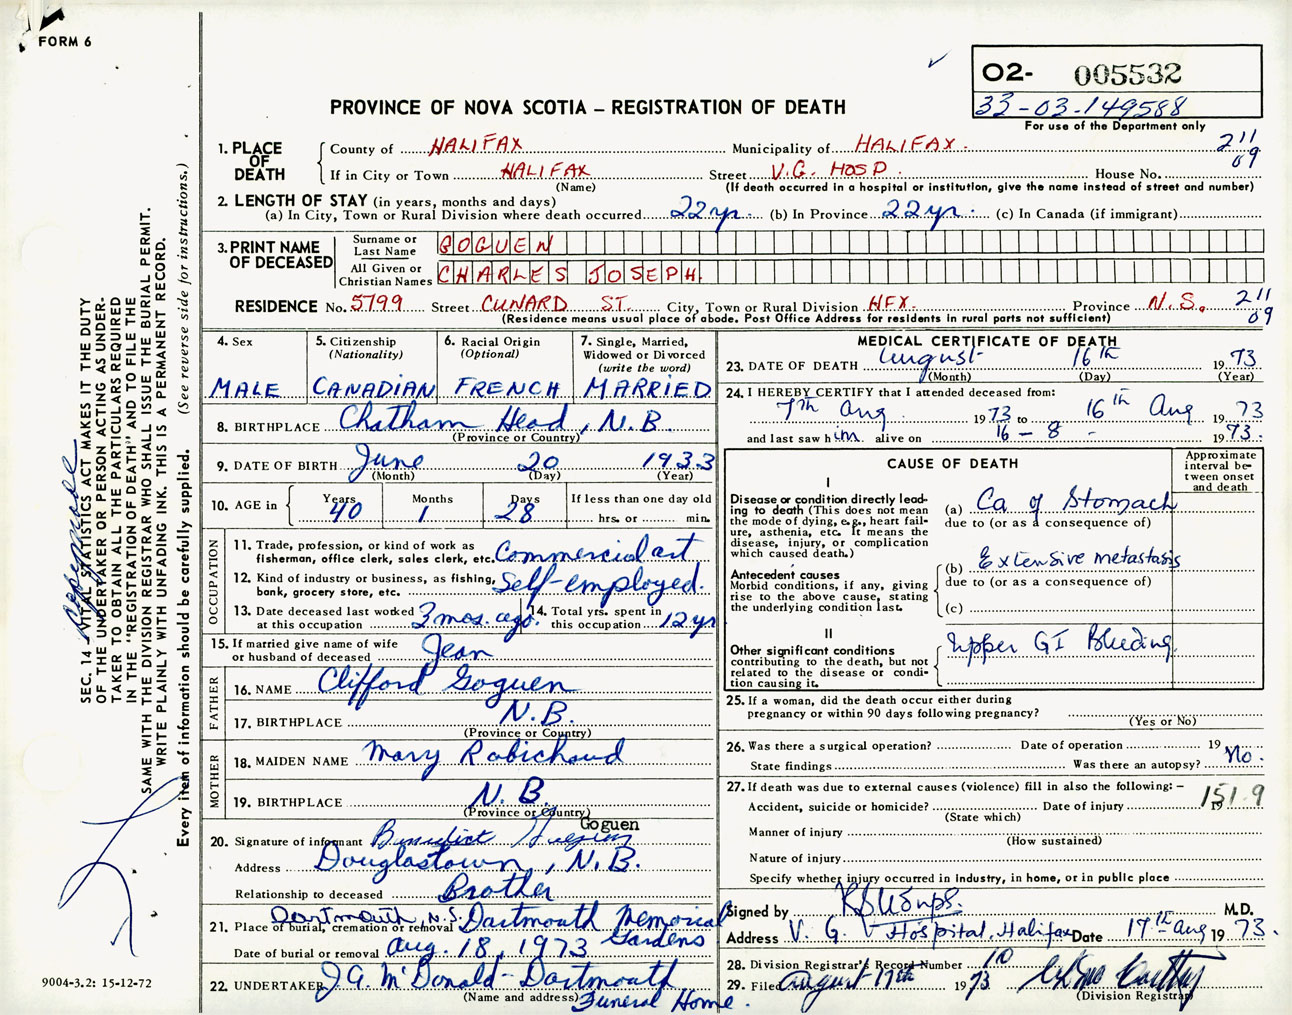 FORM 6
02- 005532
33-03-149588
For use of the Department only
PROVINCE OF NOVA SCOTIA – REGISTRATION OF DEATH
1. PLACE OF DEATH
County of HALIFAX Municipality of HALIFAX. 211
If in City or Town HALIFAX Street V.G. HOSP. House No. 09
(Name) (If death occurred in a hospital or institution, give the name instead of street and number)
2. LENGTH OF STAY (in years, months and days)
(a) In City, Town or Rural Division where death occurred 22 yr. (b) In Province 22 yr. (c) In Canada (if immigrant)
3. PRINT NAME OF DECEASED
Surname or Last Name GOGUEN
All Given or Christian Names CHARLES JOSEPH
RESIDENCE No. 5799 Street CUNARD ST. City, Town or Rural Division HFX. Province N.S. 211
(Residence means usual place of abode. Post Office Address for residents in rural parts not sufficient) 09
4. Sex
MALE
5. Citizenship
(Nationality)
CANADIAN
6. Racial Origin
(Optional)
FRENCH
7. Single, Married,
Widowed or Divorced
(write the word)
MARRIED
8. BIRTHPLACE Chatham Head, N.B.
(Province or Country)
9. DATE OF BIRTH June 20 1933
(Month) (Day) (Year)
10. AGE in
Years Months Days If less than one day old
40 1 28 hrs. or min.
OCCUPATION
11. Trade, profession, or kind of work as
fisherman, office clerk, sales clerk, etc. Commercial art
12. Kind of industry or business, as fishing,
bank, grocery store, etc. Self-employed.
13. Date deceased last worked
at this occupation 3 mos. ago.
14. Total yrs. spent in
this occupation 12 yr
15. If married give name of wife
or husband of deceased Jean
FATHER
16. NAME Clifford Goguen
17. BIRTHPLACE N.B.
(Province or Country)
MOTHER
18. MAIDEN NAME Mary Robichaud
19. BIRTHPLACE N.B.
(Province or Country)
Goguen
20. Signature of informant Benedict Goguen
Address Douglastown, N.B.
Relationship to deceased Brother
Dartmouth, N.S. Dartmouth Memorial
21. Place of burial, cremation or removal Gardens
Date of burial or removal Aug. 18, 1973
22. UNDERTAKER J.A. McDonald - Dartmouth
(Name and address) Funeral Home.
MEDICAL CERTIFICATE OF DEATH
23. DATE OF DEATH August 16th 1973
(Month) (Day) (Year)
24. I HEREBY CERTIFY that I attended deceased from:
7th Aug. 1973 to 16th Aug 1973
and last saw him alive on 16-8- 1973.
CAUSE OF DEATH
Approximate
interval be-
tween onset
and death
I
Disease or condition directly lead-
ing to death (This does not mean
the mode of dying, e.g., heart fail-
ure, asthenia, etc. It means the
disease, injury, or complication
which caused death.)
(a) Ca of Stomach
due to (or as a consequence of)
Antecedent causes
Morbid conditions, if any, giving
rise to the above cause, stating
the underlying condition last.
(b) Extensive metastasis
due to (or as a consequence of)
(c)
II
Other significant conditions
contributing to the death, but not
related to the disease or condi-
tion causing it.
Upper GI Bleeding
25. If a woman, did the death occur either during
pregnancy or within 90 days following pregnancy?
(Yes or No)
26. Was there a surgical operation? Date of operation 19
State findings Was there an autopsy? No.
27. If death was due to external causes (violence) fill in also the following: –
151.9
Accident, suicide or homicide? Date of injury 19
(State which)
Manner of injury
(How sustained)
Nature of injury
Specify whether injury occurred in industry, in home, or in public place
Signed by M.D.
Address V. G. Hospital, Halifax Date 17th Aug 1973.
28. Division Registrar's Record Number 10
29. Filed August 17th 1973
(Division Registrar)
SEC. 14 – VITAL STATISTICS ACT MAKES IT THE DUTY
OF THE UNDERTAKER OR PERSON ACTING AS UNDER-
TAKER TO OBTAIN ALL THE PARTICULARS REQUIRED
IN THE "REGISTRATION OF DEATH" AND TO FILE THE
SAME WITH THE DIVISION REGISTRAR WHO SHALL ISSUE THE BURIAL PERMIT.
WRITE PLAINLY WITH UNFADING INK. THIS IS A PERMANENT RECORD.
Every item of information should be carefully supplied. (See reverse side for instructions.)
9004-3.2: 15-12-72